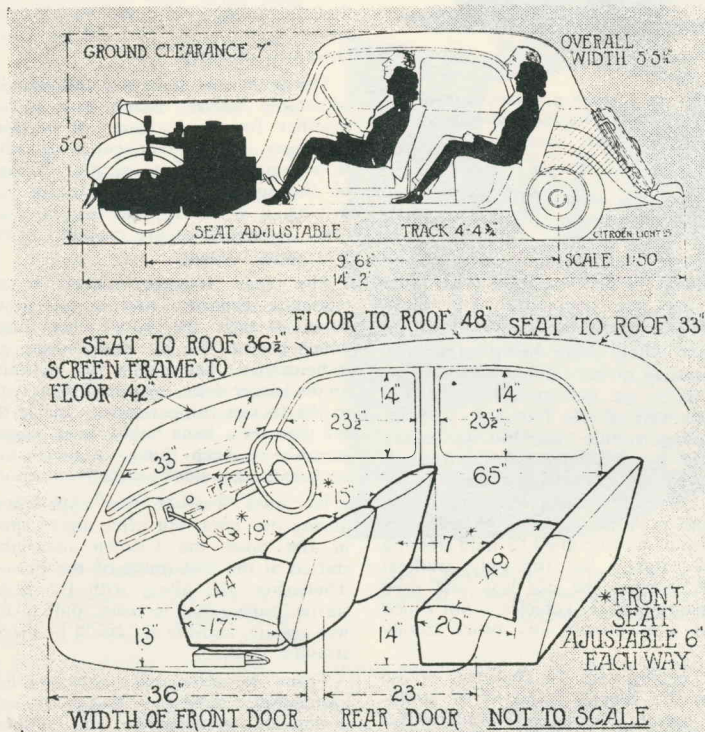 GROUND CLEARANCE 7"
OVERALL
WIDTH 5'5¼"
5'0"
SEAT ADJUSTABLE
TRACK 4'-4¾"
CITROËN LIGHT 15
9'-6½"
SCALE 1:50
14'-2"
SEAT TO ROOF 36½"
FLOOR TO ROOF 48"
SEAT TO ROOF 33"
SCREEN FRAME TO
FLOOR 42"
14"
14"
11"
23½"
23½"
33
65"
*15"
*19"
7"*
44"
49"
*FRONT
SEAT
AJUSTABLE 6"
EACH WAY
13"
17"
14"
20"
36"
23"
WIDTH OF FRONT DOOR
REAR DOOR
NOT TO SCALE